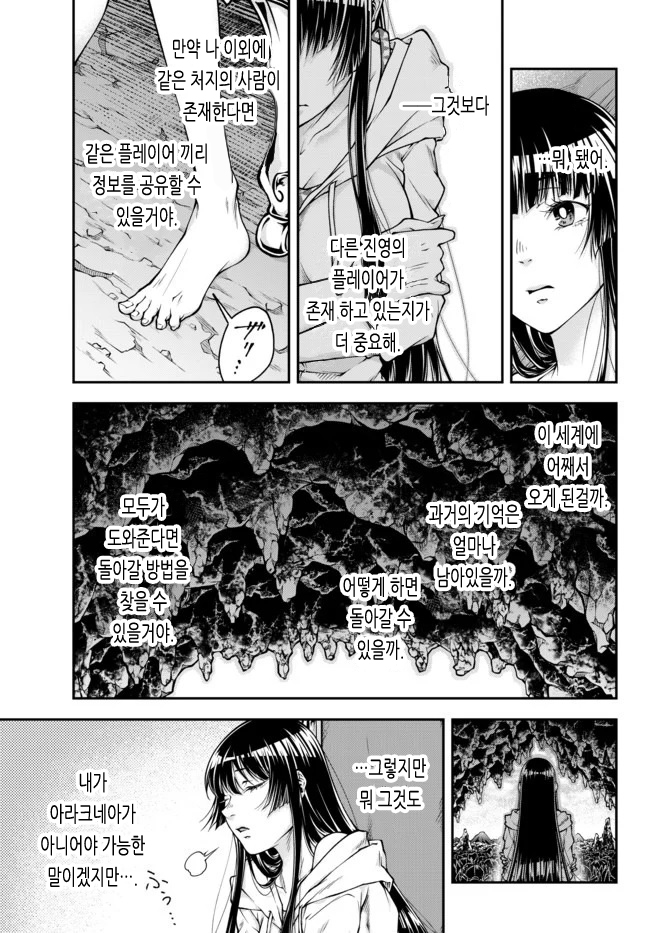 …뭐, 됐어.
──그것보다
다른 진영의
플레이어가
존재 하고 있는지가
더 중요해.
만약 나 이외에
같은 처지의 사람이
존재한다면
같은 플레이어 끼리
정보를 공유할 수
있을거야.
ザ…
이 세계에
어째서
오게 된걸까.
과거의 기억은
얼마나
남아있을까.
어떻게 하면
돌아갈 수
있을까.
모두가
도와준다면
돌아갈 방법을
찾을 수
있을거야.
…그렇지만
뭐 그것도
내가
아라크네아가
아니어야 가능한
말이겠지만….
ふぅ